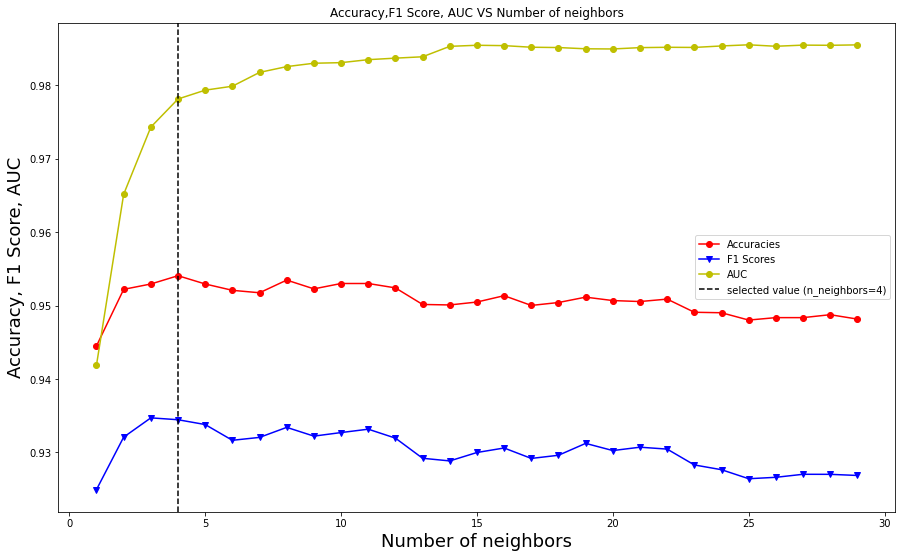 Accuracy,F1 Score, AUC VS Number of neighbors
Accuracy, F1 Score, AUC
0.98
0.97
0.96
0.95
0.94
0.93
Accuracies
F1 Scores
AUC
selected value (n_neighbors=4)
0 5 10 15 20 25 30
Number of neighbors